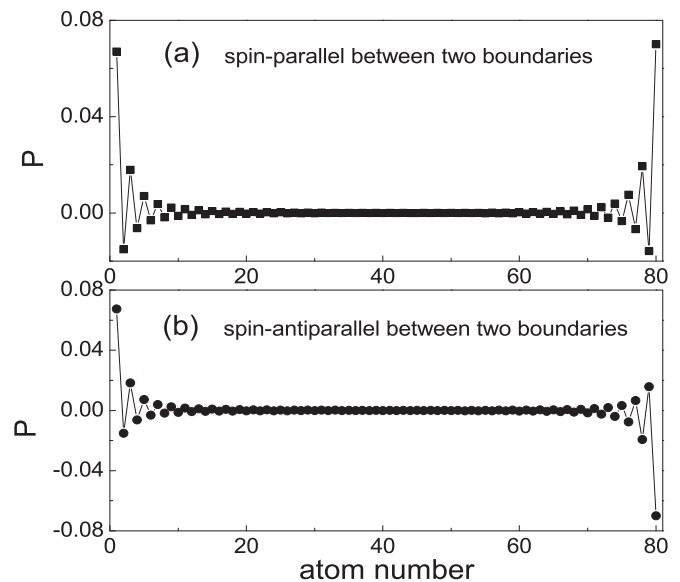 0.08
(a) spin-parallel between two boundaries
0.04
P
0.00
0 20 40 60 80
0.08
(b) spin-antiparallel between two boundaries
0.04
P
0.00
-0.04
-0.08
0 20 40 60 80
atom number